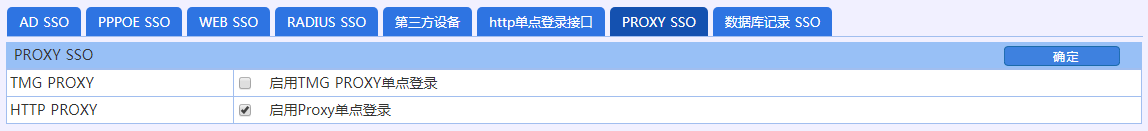 AD SSO PPPOE SSO WEB SSO RADIUS SSO 第三方设备 http单点登录接口 PROXY SSO 数据库记录 SSO
PROXY SSO 确定
TMG PROXY 启用TMG PROXY单点登录
HTTP PROXY 启用Proxy单点登录